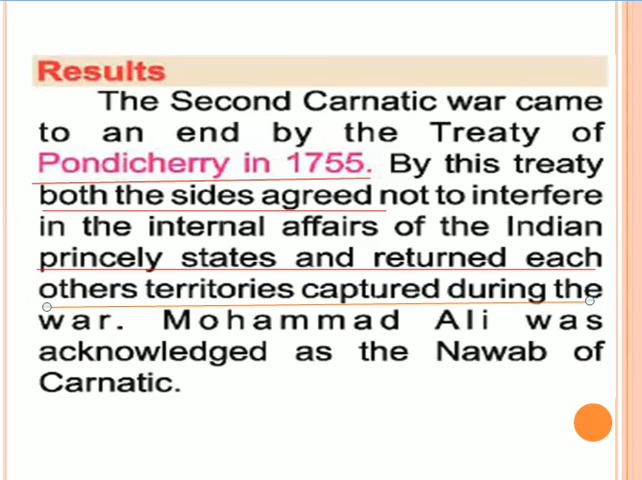 Results
The Second Carnatic war came
to an end by the Treaty of
Pondicherry in 1755. By this treaty
both the sides agreed not to interfere
in the internal affairs of the Indian
princely states and returned each
others territories captured during the
war. Mohammad Ali was
acknowledged as the Nawab of
Carnatic.